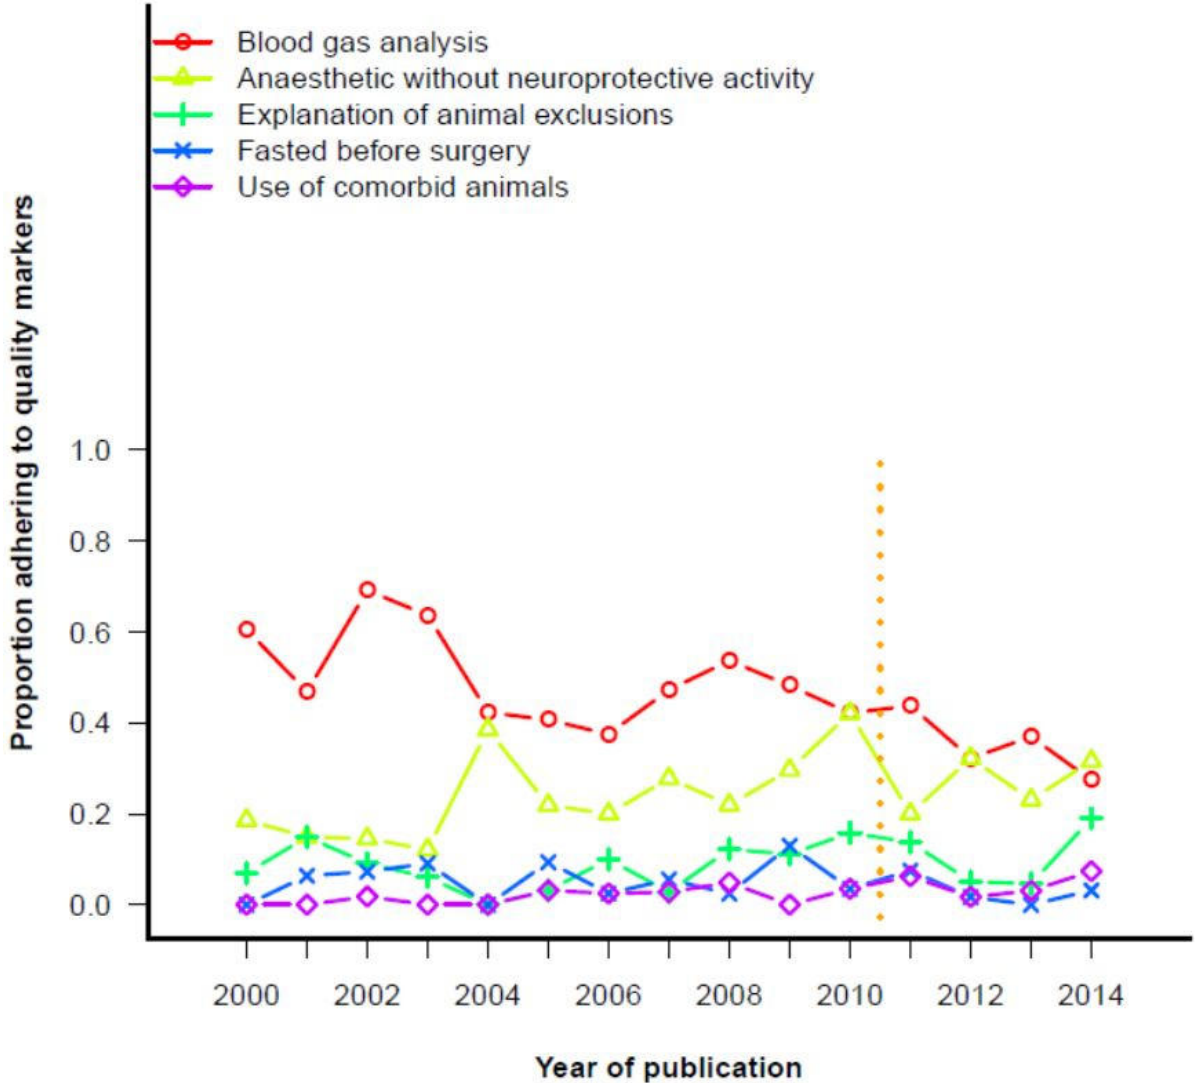 Blood gas analysis
Anaesthetic without neuroprotective activity
Explanation of animal exclusions
Fasted before surgery
Use of comorbid animals
Proportion adhering to quality markers
1.0
0.8
0.6
0.4
0.2
0.0
2000 2002 2004 2006 2008 2010 2012 2014
Year of publication